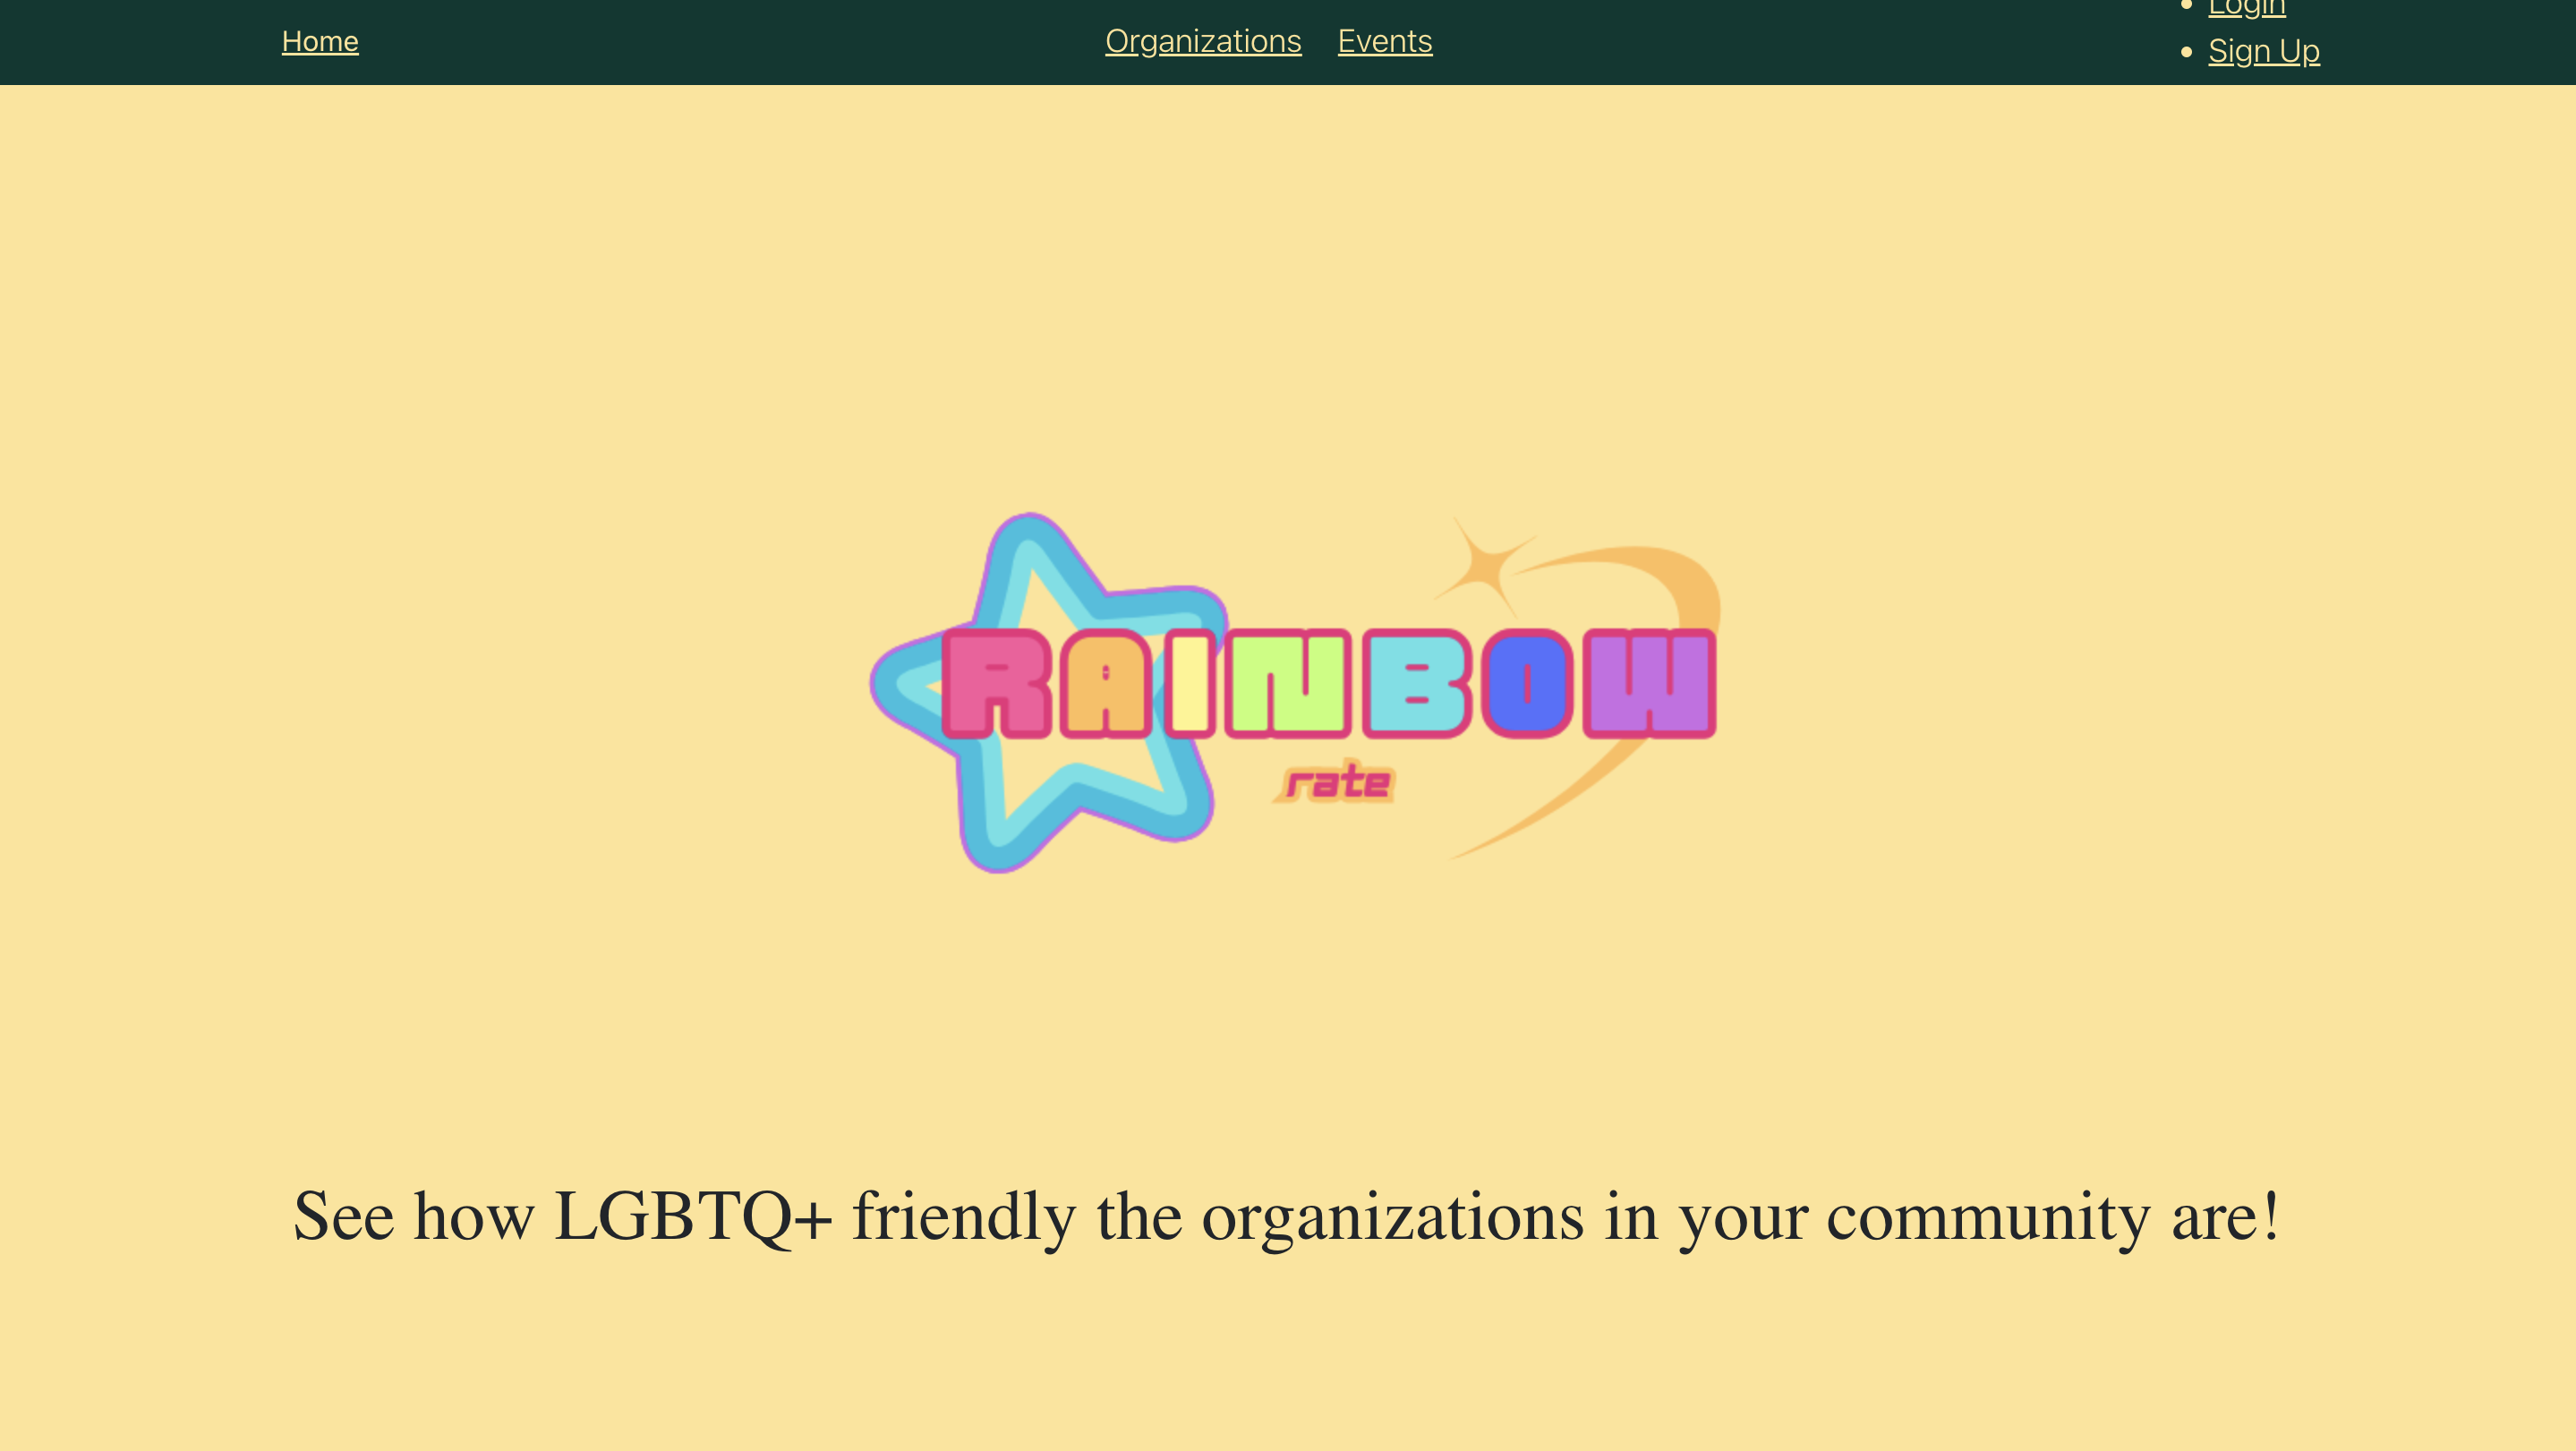 Home
Organizations
Events
Login
Sign Up
RAINBOW
rate
See how LGBTQ+ friendly the organizations in your community are!